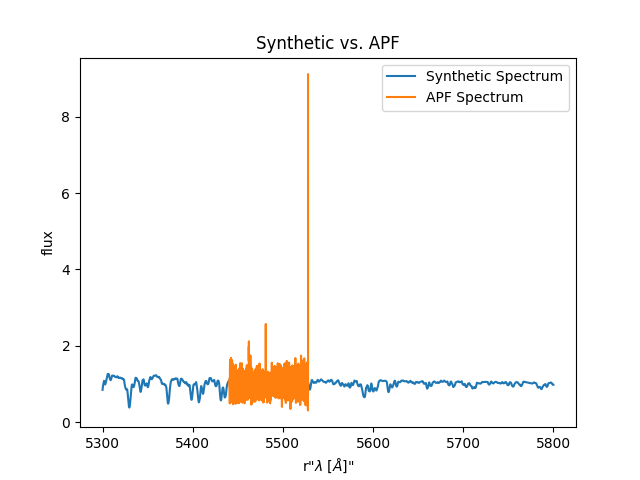 Synthetic vs. APF
Synthetic Spectrum
APF Spectrum
flux
8
6
4
2
0
5300 5400 5500 5600 5700 5800
r"λ [Å]"